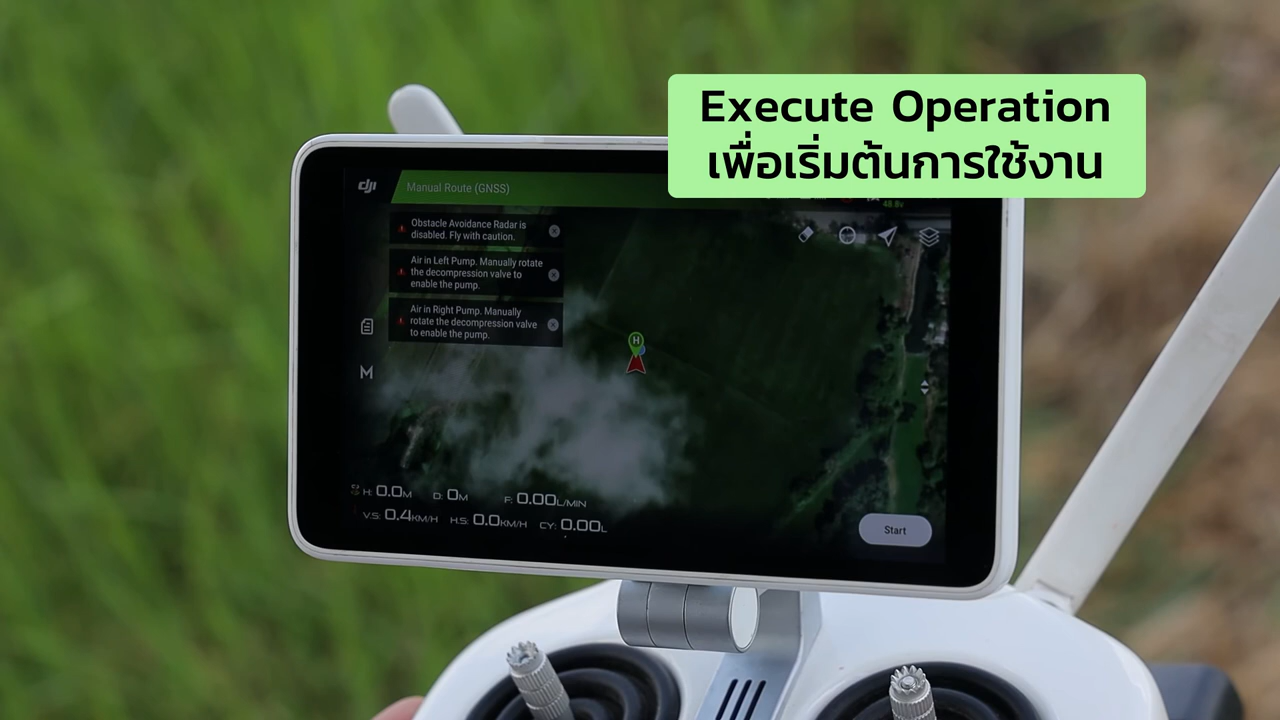 Execute Operation
เพื่อเริ่มต้นการใช้งาน
dji
Manual Route (GNSS)
48.8v
Obstacle Avoidance Radar is
disabled. Fly with caution.
Air in Left Pump. Manually rotate
the decompression valve to
enable the pump.
Air in Right Pump. Manually
rotate the decompression valve
to enable the pump.
H
M
H: 0.0M D: 0M F: 0.00L/MIN
V.S: 0.4KM/H H.S: 0.0KM/H CY: 0.00L
Start